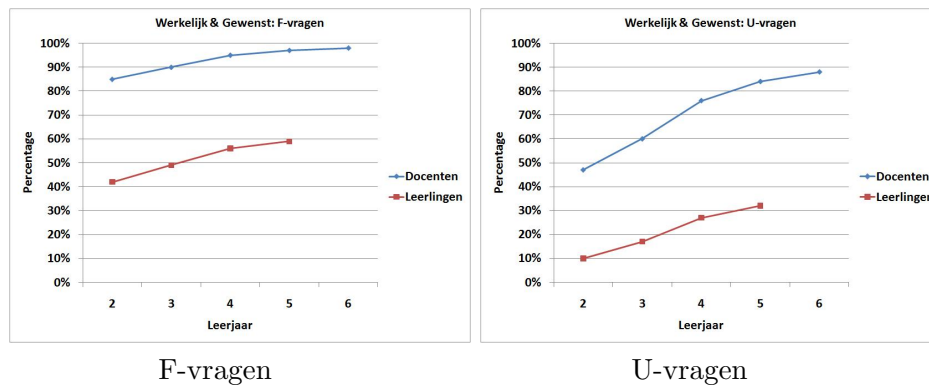 Werkelijk & Gewenst: F-vragen
100%
90%
80%
70%
60%
50%
40%
30%
20%
10%
0%
Percentage
2 3 4 5 6
Leerjaar
Docenten
Leerlingen
Werkelijk & Gewenst: U-vragen
100%
90%
80%
70%
60%
50%
40%
30%
20%
10%
0%
Percentage
2 3 4 5 6
Leerjaar
Docenten
Leerlingen
F-vragen
U-vragen